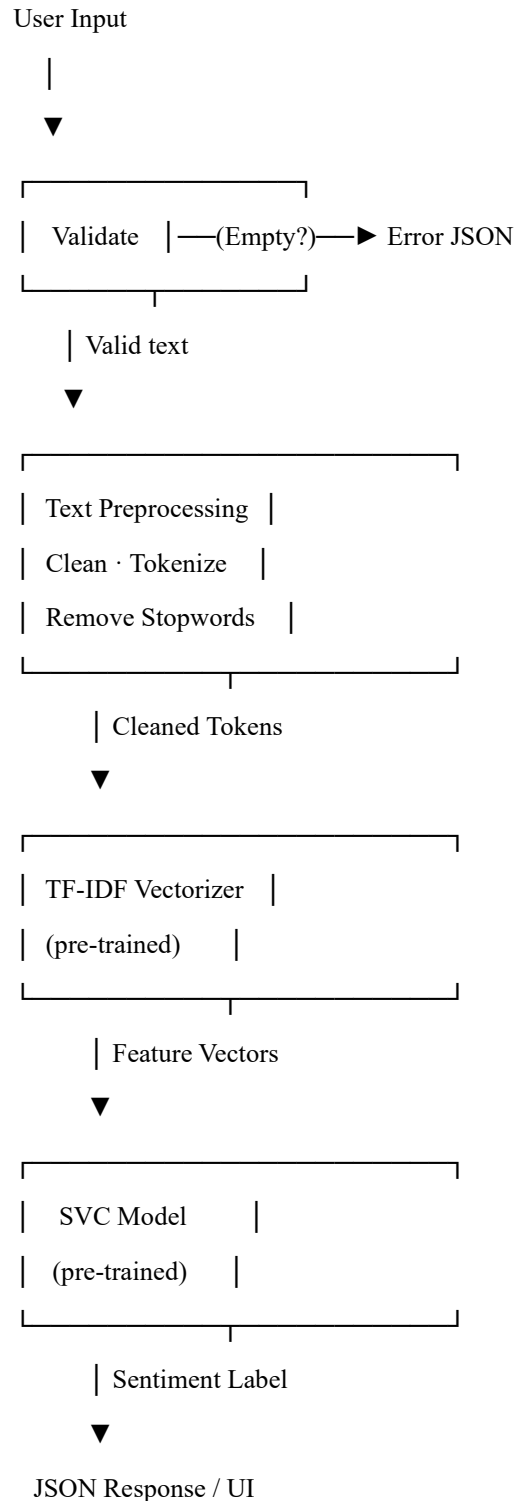 User Input
Validate (Empty?) Error JSON
Valid text
Text Preprocessing
Clean · Tokenize
Remove Stopwords
Cleaned Tokens
TF-IDF Vectorizer
(pre-trained)
Feature Vectors
SVC Model
(pre-trained)
Sentiment Label
JSON Response / UI